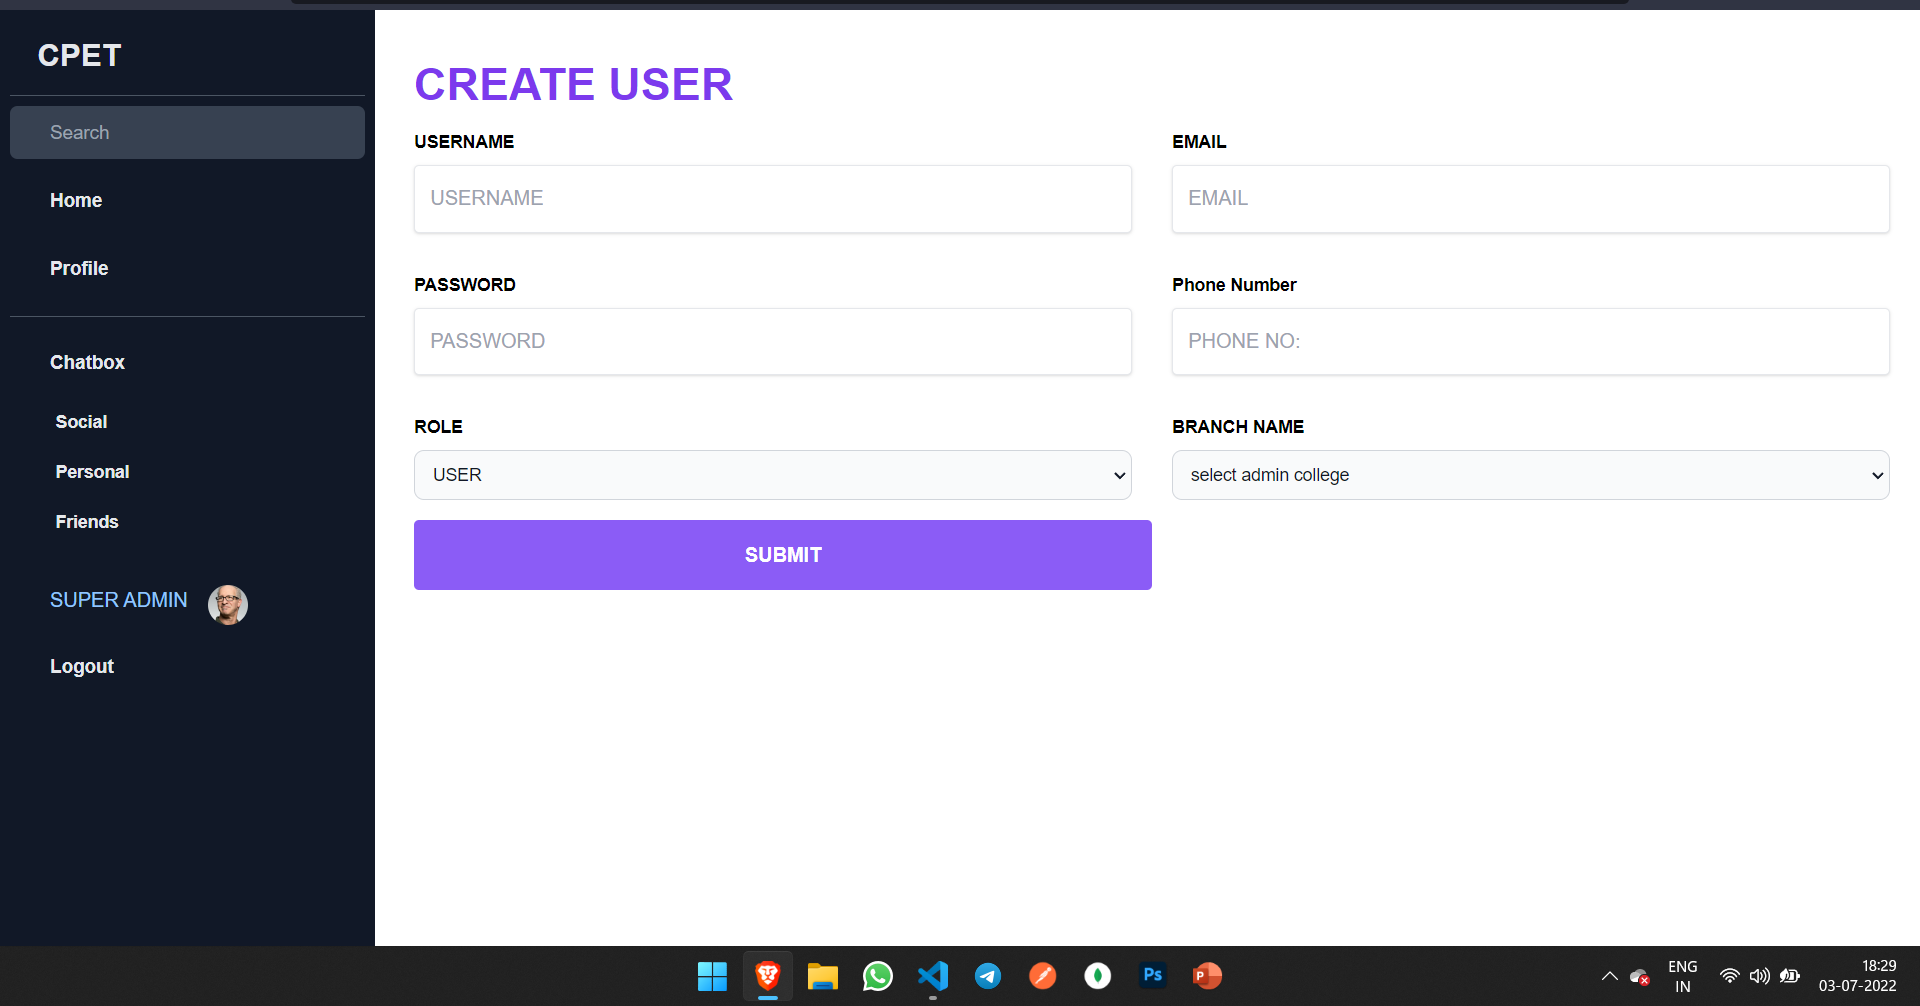 CPET
Search
Home
Profile
Chatbox
Social
Personal
Friends
SUPER ADMIN
Logout
CREATE USER
USERNAME
USERNAME
EMAIL
EMAIL
PASSWORD
PASSWORD
Phone Number
PHONE NO:
ROLE
USER
BRANCH NAME
select admin college
SUBMIT
Ps
P
ENG
IN
18:29
03-07-2022